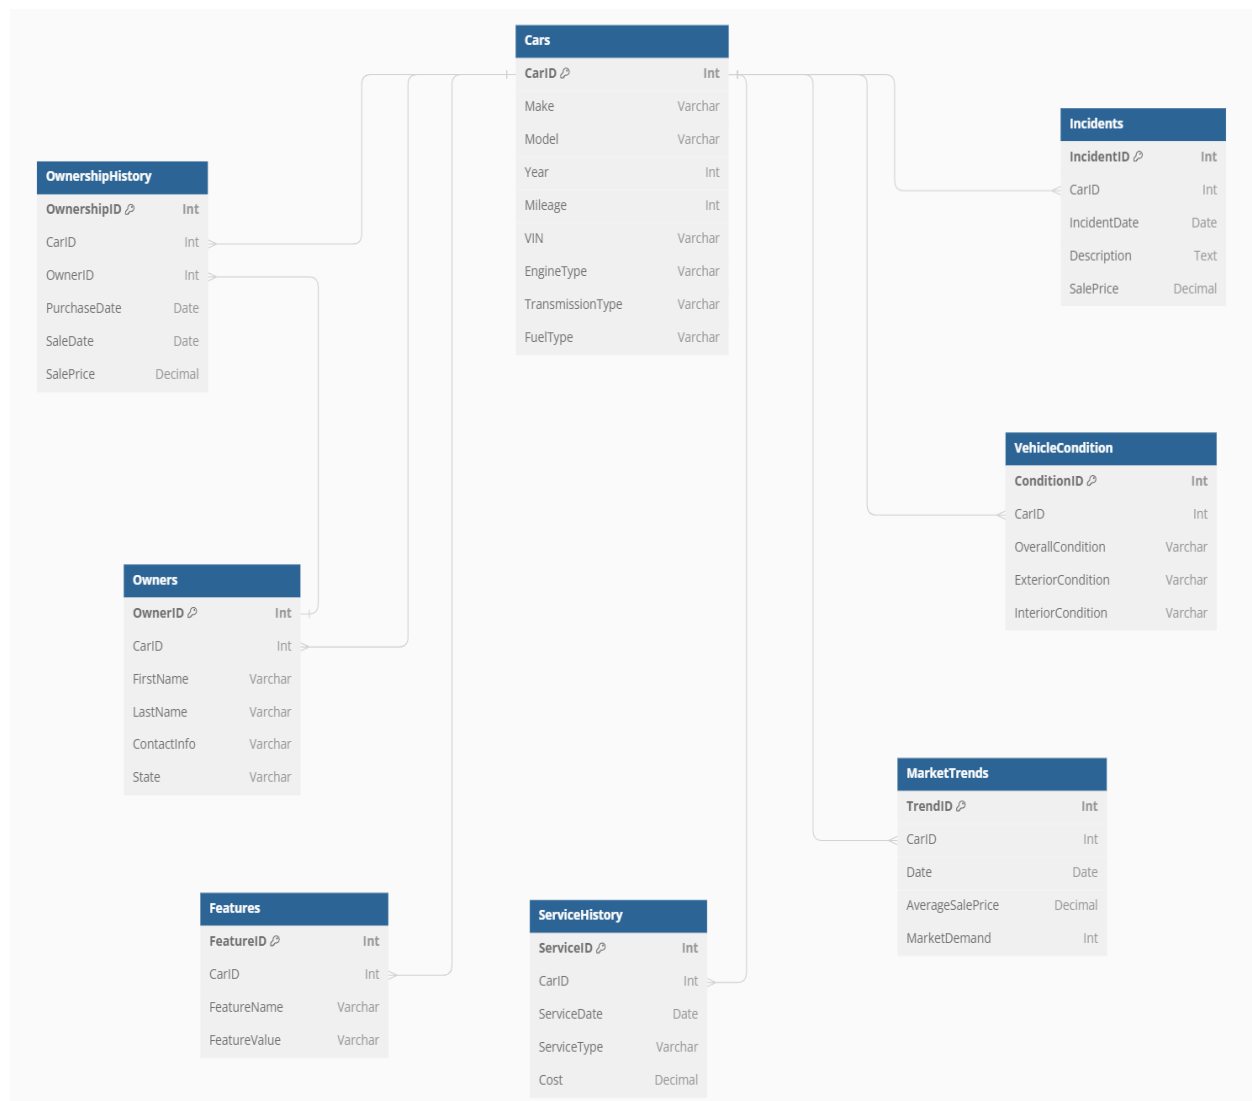 Cars
CarID Int
Make Varchar
Model Varchar
Year Int
Mileage Int
VIN Varchar
EngineType Varchar
TransmissionType Varchar
FuelType Varchar
Incidents
IncidentID Int
CarID Int
IncidentDate Date
Description Text
SalePrice Decimal
OwnershipHistory
OwnershipID Int
CarID Int
OwnerID Int
PurchaseDate Date
SaleDate Date
SalePrice Decimal
VehicleCondition
ConditionID Int
CarID Int
OverallCondition Varchar
ExteriorCondition Varchar
InteriorCondition Varchar
Owners
OwnerID Int
CarID Int
FirstName Varchar
LastName Varchar
ContactInfo Varchar
State Varchar
MarketTrends
TrendID Int
CarID Int
Date Date
AverageSalePrice Decimal
MarketDemand Int
Features
FeatureID Int
CarID Int
FeatureName Varchar
FeatureValue Varchar
ServiceHistory
ServiceID Int
CarID Int
ServiceDate Date
ServiceType Varchar
Cost Decimal